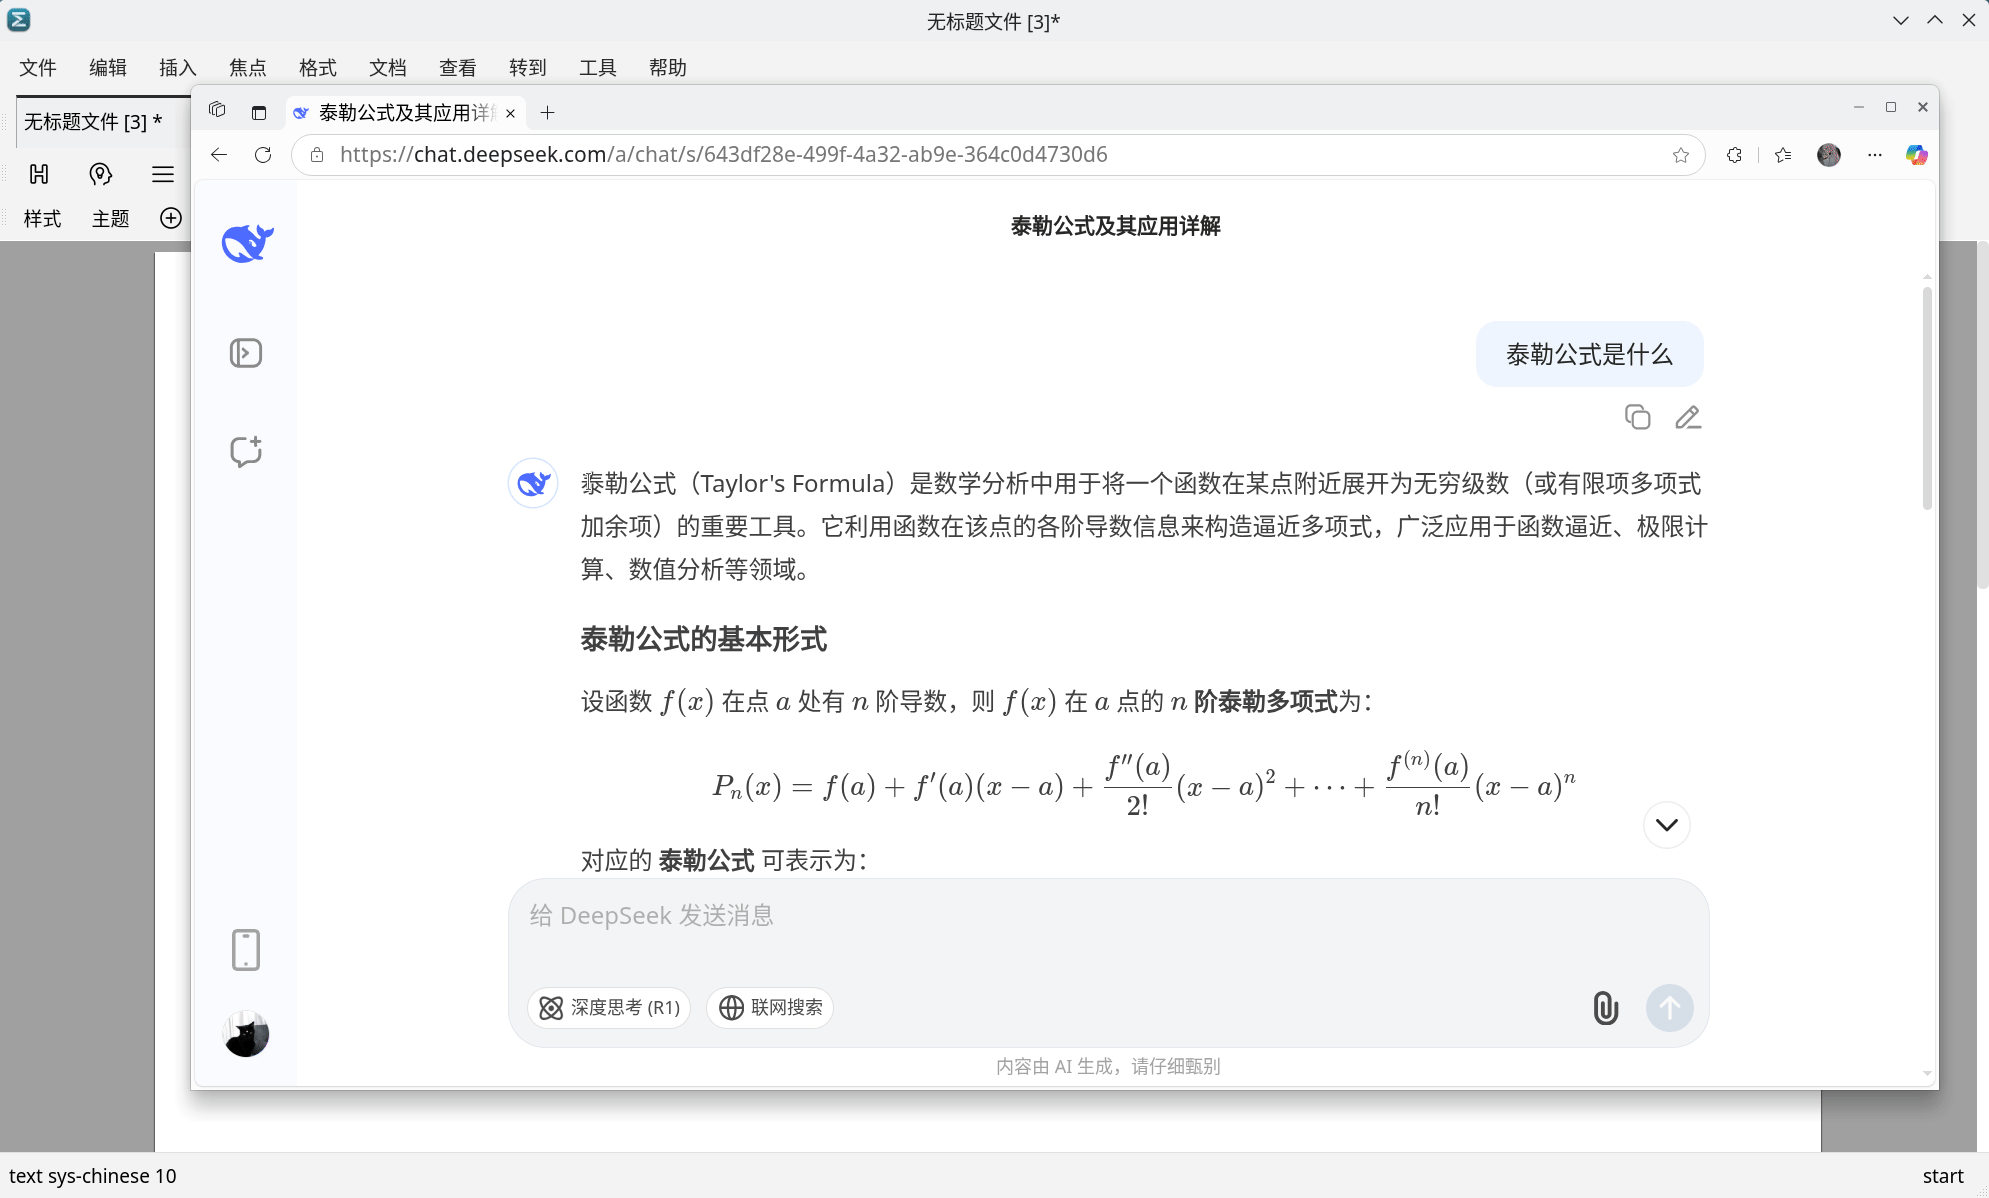 无标题文件 [3]*
文件 编辑 插入 焦点 格式 文档 查看 转到 工具 帮助
无标题文件 [3] *
样式 主题
泰勒公式及其应用详解
https://chat.deepseek.com/a/chat/s/643df28e-499f-4a32-ab9e-364c0d4730d6
泰勒公式及其应用详解
泰勒公式是什么
泰勒公式（Taylor's Formula）是数学分析中用于将一个函数在某点附近展开为无穷级数（或有限项多项式
加余项）的重要工具。它利用函数在该点的各阶导数信息来构造逼近多项式，广泛应用于函数逼近、极限计
算、数值分析等领域。
泰勒公式的基本形式
设函数 f(x) 在点 a 处有 n 阶导数，则 f(x) 在 a 点的 n 阶泰勒多项式为：
P_n(x) = f(a) + f′(a)(x − a) + f″(a)/2! (x − a)² + ⋯ + f⁽ⁿ⁾(a)/n! (x − a)ⁿ
对应的 泰勒公式 可表示为：
给 DeepSeek 发送消息
深度思考 (R1) 联网搜索
内容由 AI 生成，请仔细甄别
text sys-chinese 10 start